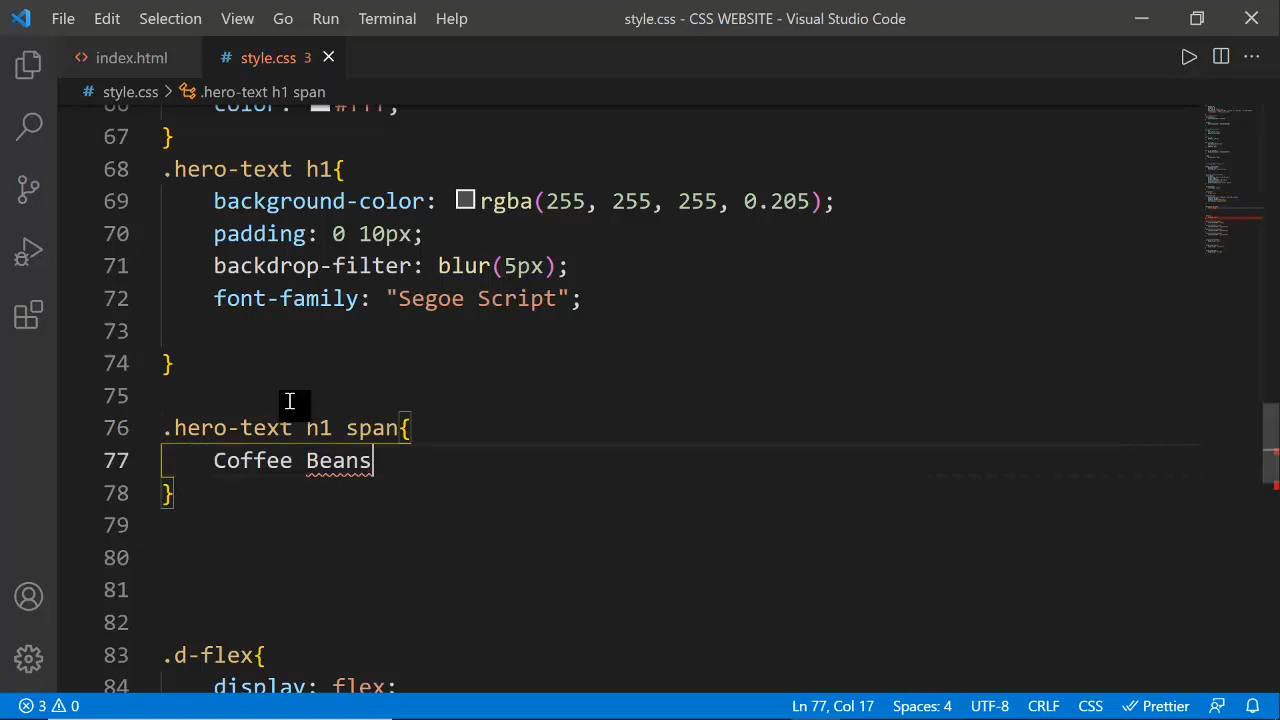 File Edit Selection View Go Run Terminal Help style.css - CSS WEBSITE - Visual Studio Code
<> index.html # style.css 3
# style.css > .hero-text h1 span
66 color: #fff;
67 }
68 .hero-text h1{
69 background-color: rgba(255, 255, 255, 0.205);
70 padding: 0 10px;
71 backdrop-filter: blur(5px);
72 font-family: "Segoe Script";
73
74 }
75
76 .hero-text h1 span{
77 Coffee Beans
78 }
79
80
81
82
83 .d-flex{
84 display: flex;
3 0 Ln 77, Col 17 Spaces: 4 UTF-8 CRLF CSS Prettier